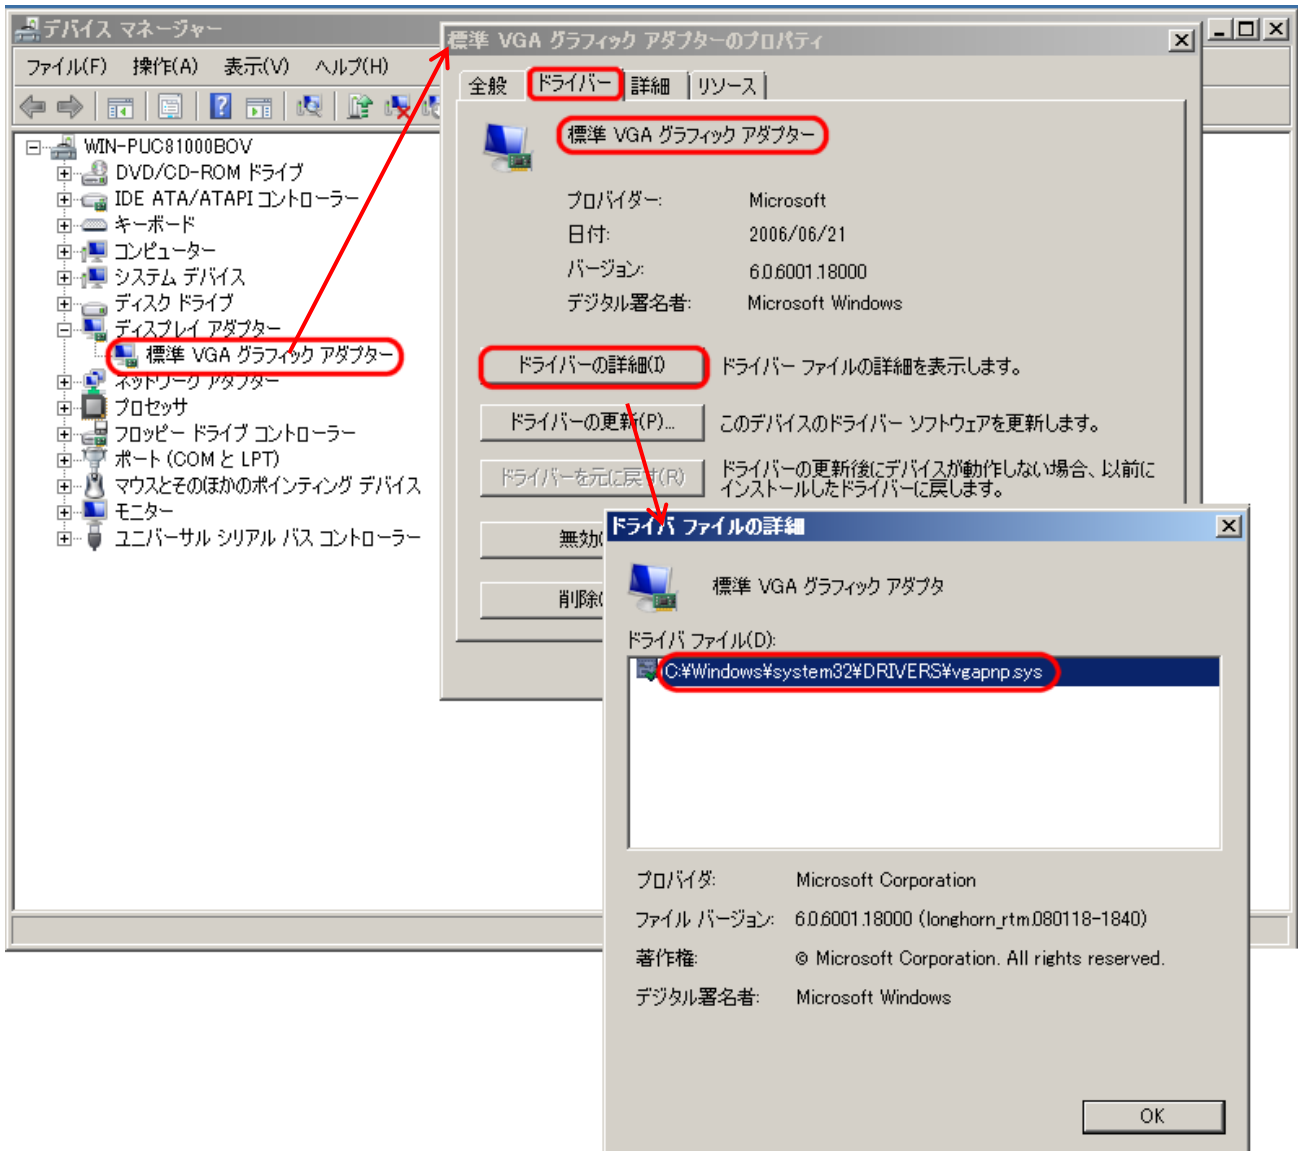 デバイス マネージャー
ファイル(F) 操作(A) 表示(V) ヘルプ(H)
WIN-PUC81000BOV
DVD/CD-ROM ドライブ
IDE ATA/ATAPI コントローラー
キーボード
コンピューター
システム デバイス
ディスク ドライブ
ディスプレイ アダプター
標準 VGA グラフィック アダプター
ネットワーク アダプター
プロセッサ
フロッピー ドライブ コントローラー
ポート (COM と LPT)
マウスとそのほかのポインティング デバイス
モニター
ユニバーサル シリアル バス コントローラー
標準 VGA グラフィック アダプターのプロパティ
全般 ドライバー 詳細 リソース
標準 VGA グラフィック アダプター
プロバイダー: Microsoft
日付: 2006/06/21
バージョン: 6.0.6001.18000
デジタル署名者: Microsoft Windows
ドライバーの詳細(I) ドライバー ファイルの詳細を表示します。
ドライバーの更新(P)... このデバイスのドライバー ソフトウェアを更新します。
ドライバーを元に戻す(R) ドライバーの更新後にデバイスが動作しない場合、以前に
インストールしたドライバーに戻します。
無効(
削除(
ドライバ ファイルの詳細
標準 VGA グラフィック アダプタ
ドライバ ファイル(D):
C:¥Windows¥system32¥DRIVERS¥vgapnp.sys
プロバイダ: Microsoft Corporation
ファイル バージョン: 6.0.6001.18000 (longhorn_rtm.080118-1840)
著作権: © Microsoft Corporation. All rights reserved.
デジタル署名者: Microsoft Windows
OK